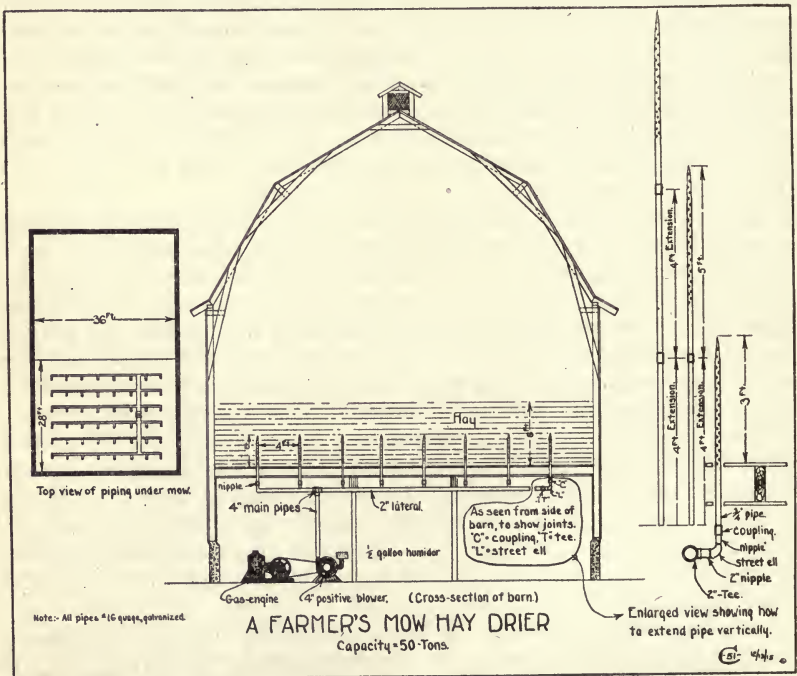 36 Ft.
28 Ft.
Top view of piping under mow.
Note:- All pipes #16 guage, galvanized.
Hay
6 Ft
4 Ft
nipple
4" main pipes
2" lateral.
½ gallon humidor
Gas-engine
4" positive blower.
(Cross-section of barn.)
As seen from side of
barn, to show joints.
"C"= coupling, "T"= tee.
"L"= street ell
A FARMER'S MOW HAY DRIER
Capacity = 50-Tons.
4 Ft Extension.
5 Ft.
4 Ft Extension.
4 Ft Extension.
3 Ft.
¾" pipe.
coupling.
nipple
street ell
2" nipple
2"-Tee.
Enlarged view showing how
to extend pipe vertically.